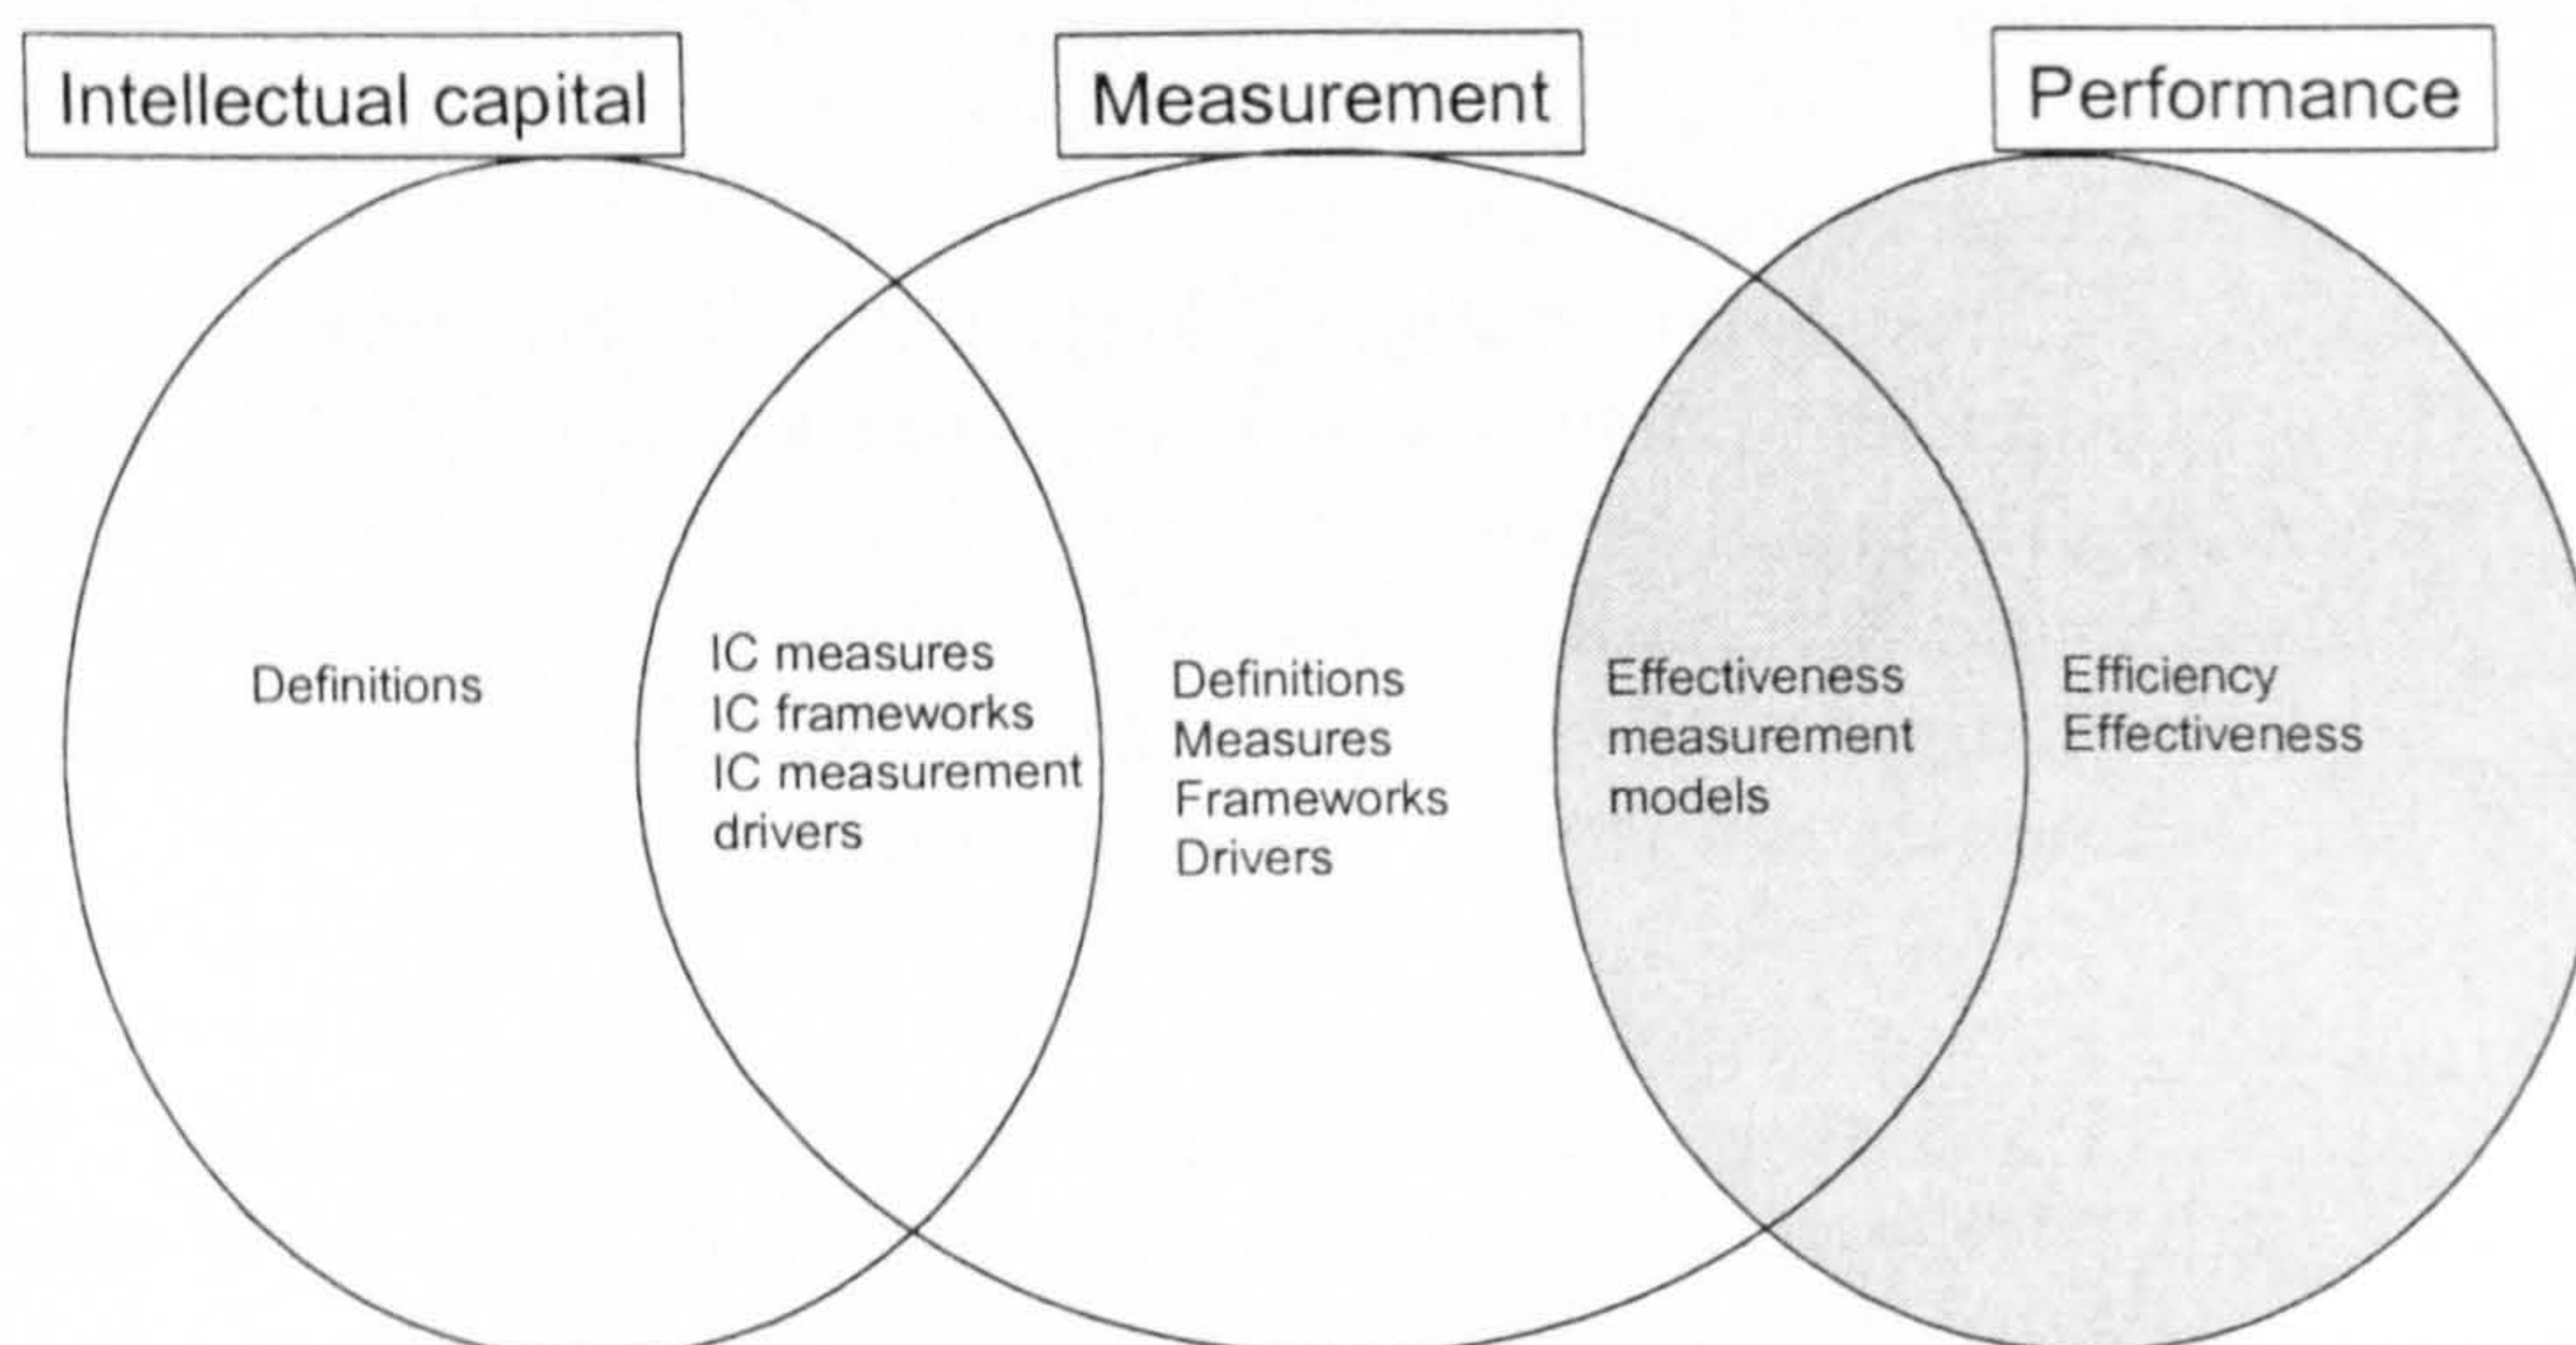 Intellectual capital
Measurement
Performance
Definitions
IC measures
IC frameworks
IC measurement
drivers
Definitions
Measures
Frameworks
Drivers
Effectiveness
measurement
models
Efficiency
Effectiveness